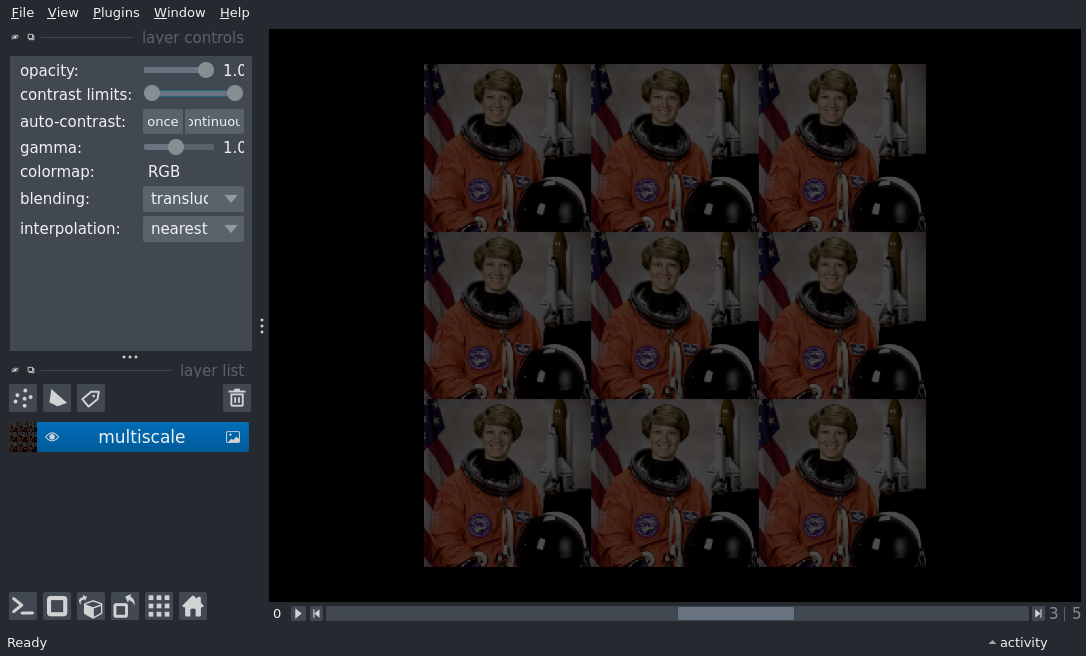 File View Plugins Window Help
layer controls
opacity: 1.0
contrast limits:
auto-contrast: once ontinuou
gamma: 1.0
colormap: RGB
blending: transluc
interpolation: nearest
layer list
multiscale
0 3 | 5
Ready activity